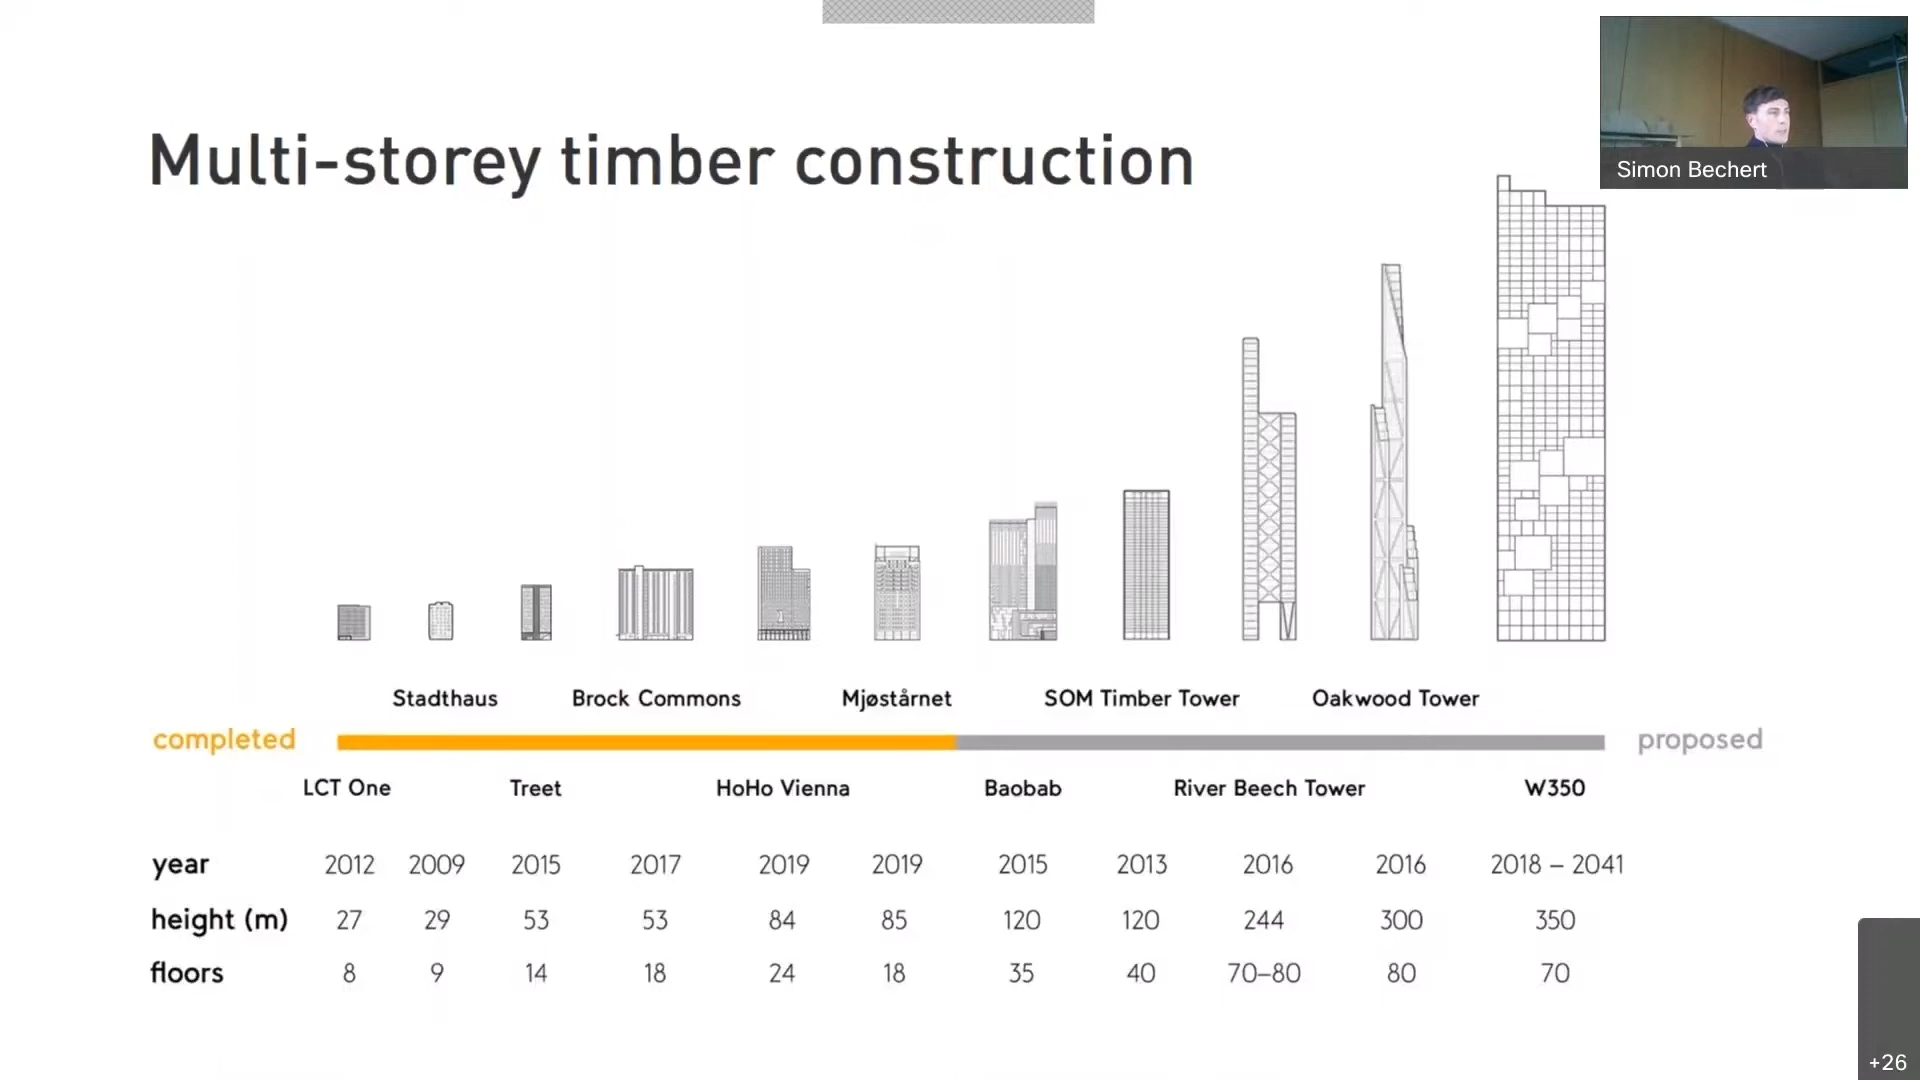 Simon Bechert
Multi-storey timber construction
Stadthaus Brock Commons Mjøstårnet SOM Timber Tower Oakwood Tower
completed proposed
LCT One Treet HoHo Vienna Baobab River Beech Tower W350
year 2012 2009 2015 2017 2019 2019 2015 2013 2016 2016 2018 – 2041
height (m) 27 29 53 53 84 85 120 120 244 300 350
floors 8 9 14 18 24 18 35 40 70–80 80 70
+26